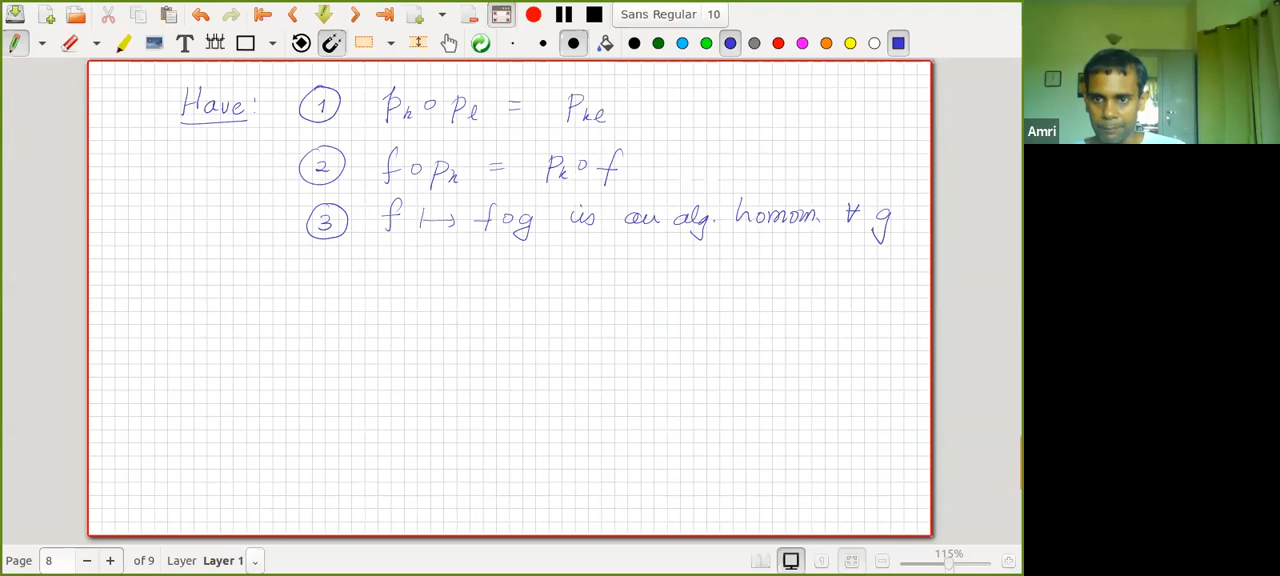 Sans Regular 10
Have: ① p_k ∘ p_l = p_kl
② f ∘ p_k = p_k ∘ f
③ f ↦ f∘g is an alg. homom. ∀ g
Amri
Page 8 of 9 Layer Layer 1
115%